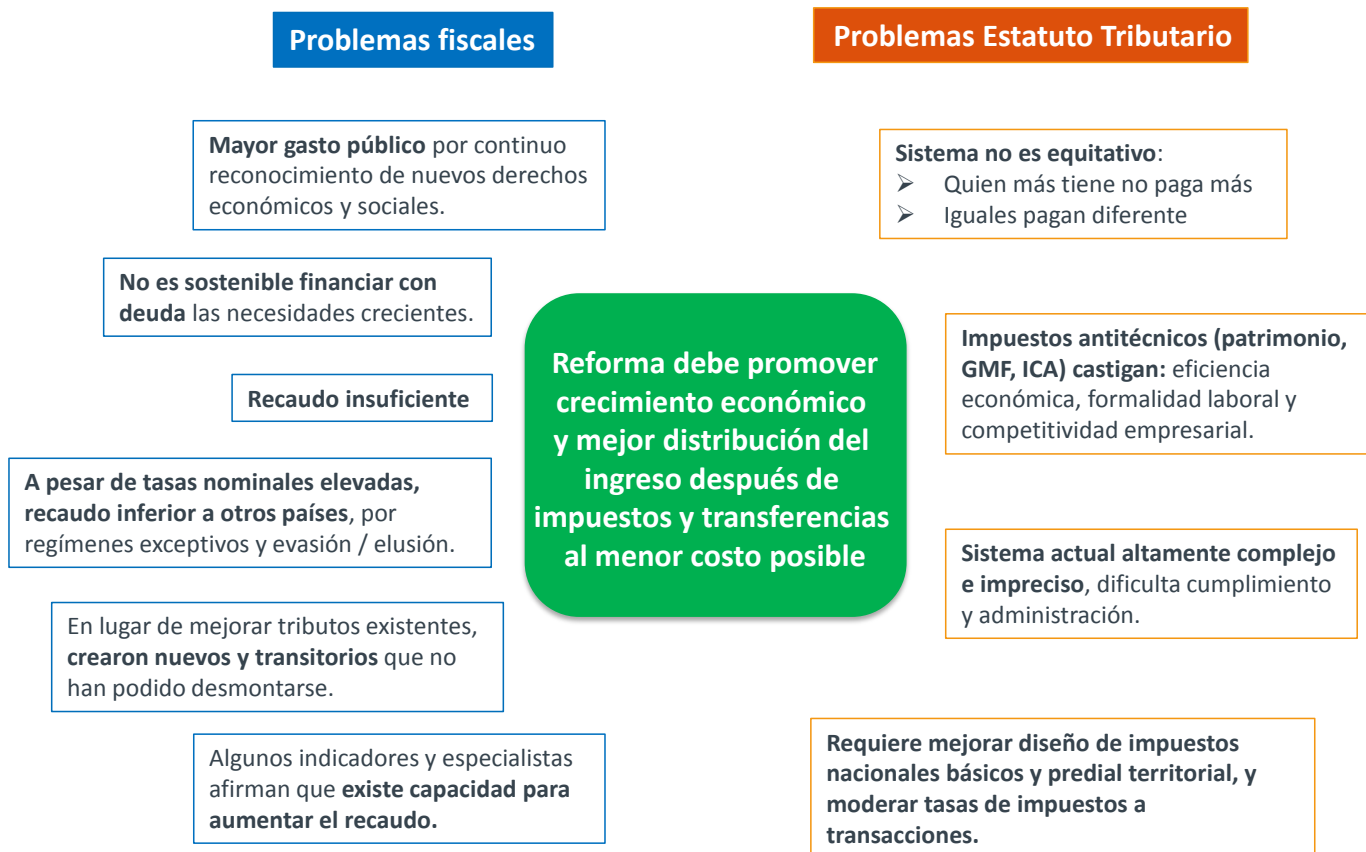 Problemas fiscales
Mayor gasto público por continuo
reconocimiento de nuevos derechos
económicos y sociales.
No es sostenible financiar con
deuda las necesidades crecientes.
Recaudo insuficiente
A pesar de tasas nominales elevadas,
recaudo inferior a otros países, por
regímenes exceptivos y evasión / elusión.
En lugar de mejorar tributos existentes,
crearon nuevos y transitorios que no
han podido desmontarse.
Algunos indicadores y especialistas
afirman que existe capacidad para
aumentar el recaudo.
Reforma debe promover
crecimiento económico
y mejor distribución del
ingreso después de
impuestos y transferencias
al menor costo posible
Problemas Estatuto Tributario
Sistema no es equitativo:
➢ Quien más tiene no paga más
➢ Iguales pagan diferente
Impuestos antitécnicos (patrimonio,
GMF, ICA) castigan: eficiencia
económica, formalidad laboral y
competitividad empresarial.
Sistema actual altamente complejo
e impreciso, dificulta cumplimiento
y administración.
Requiere mejorar diseño de impuestos
nacionales básicos y predial territorial, y
moderar tasas de impuestos a
transacciones.